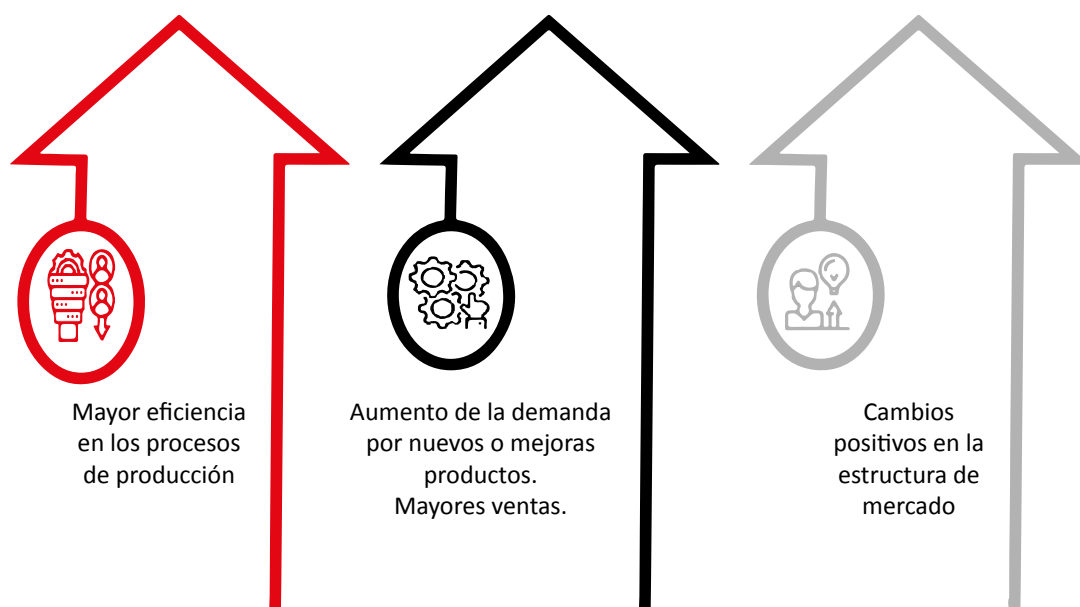 Mayor eficiencia
en los procesos
de producción
Aumento de la demanda
por nuevos o mejoras
productos.
Mayores ventas.
Cambios
positivos en la
estructura de
mercado